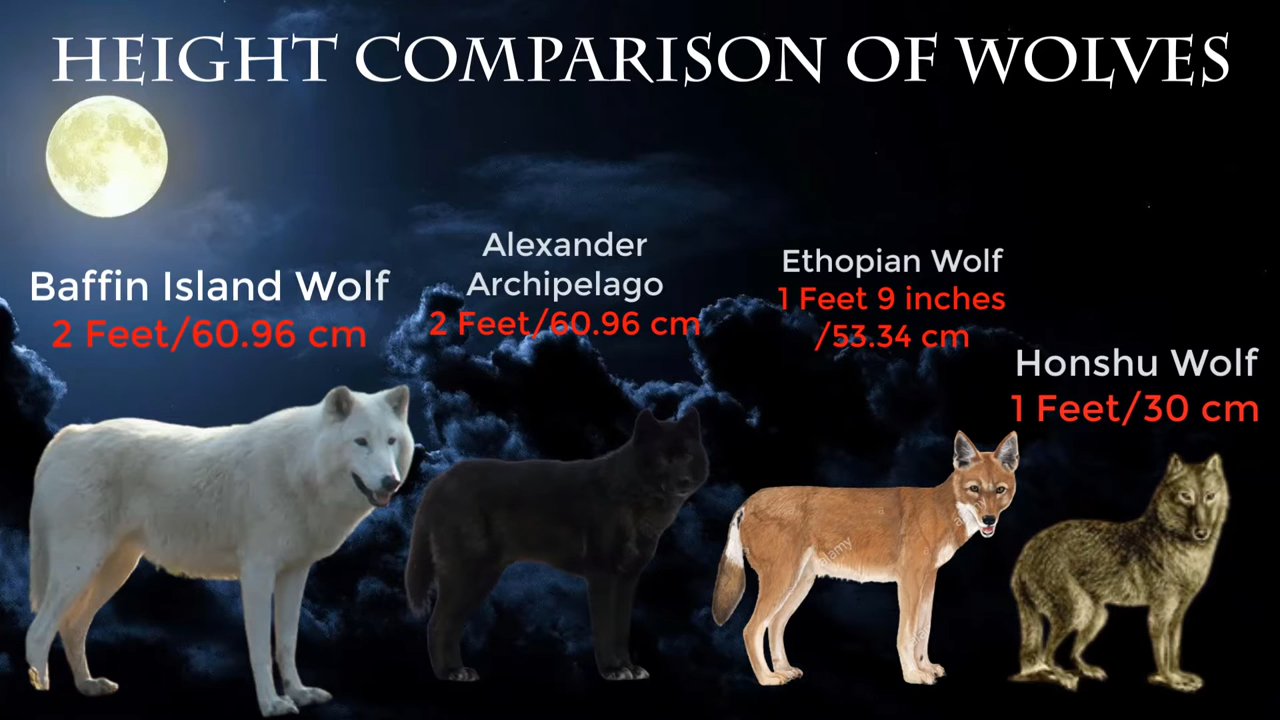 HEIGHT COMPARISON OF WOLVES
Baffin Island Wolf
2 Feet/60.96 cm
Alexander
Archipelago
2 Feet/60.96 cm
Ethopian Wolf
1 Feet 9 inches
/53.34 cm
Honshu Wolf
1 Feet/30 cm
alamy